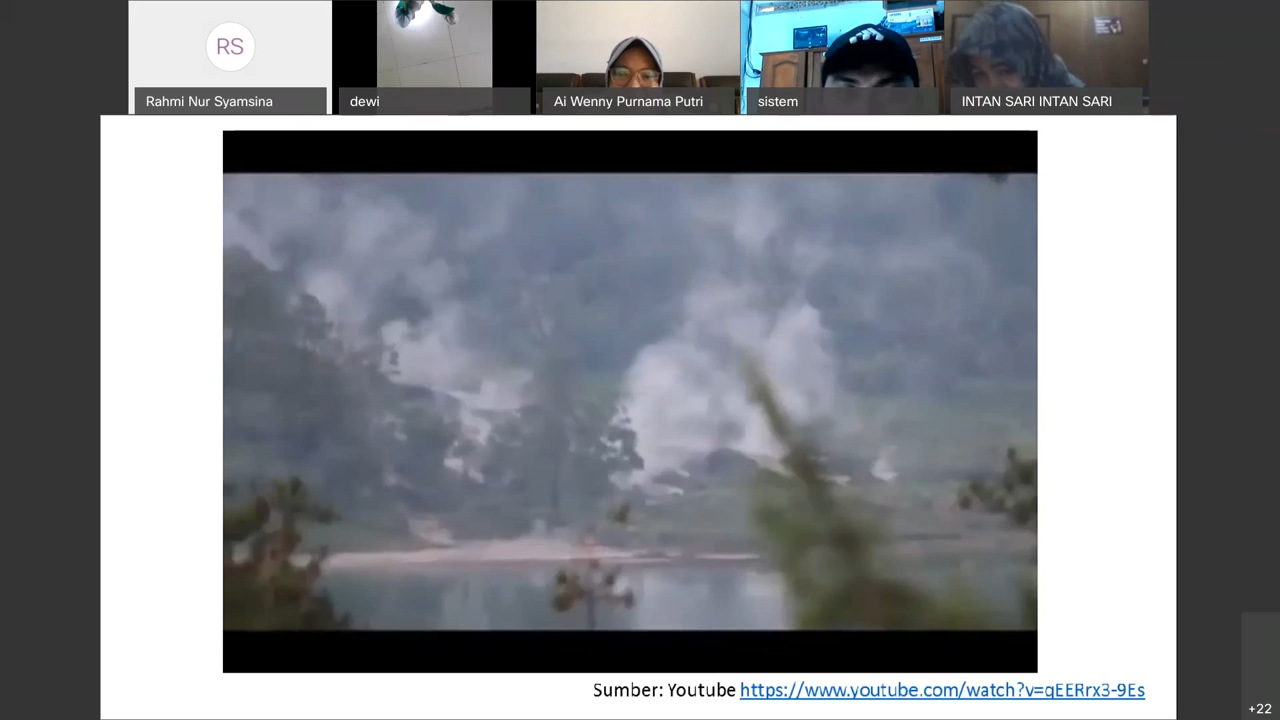 RS
Rahmi Nur Syamsina
dewi
Ai Wenny Purnama Putri
sistem
INTAN SARI INTAN SARI
Sumber: Youtube https://www.youtube.com/watch?v=qEERrx3-9Es
+22